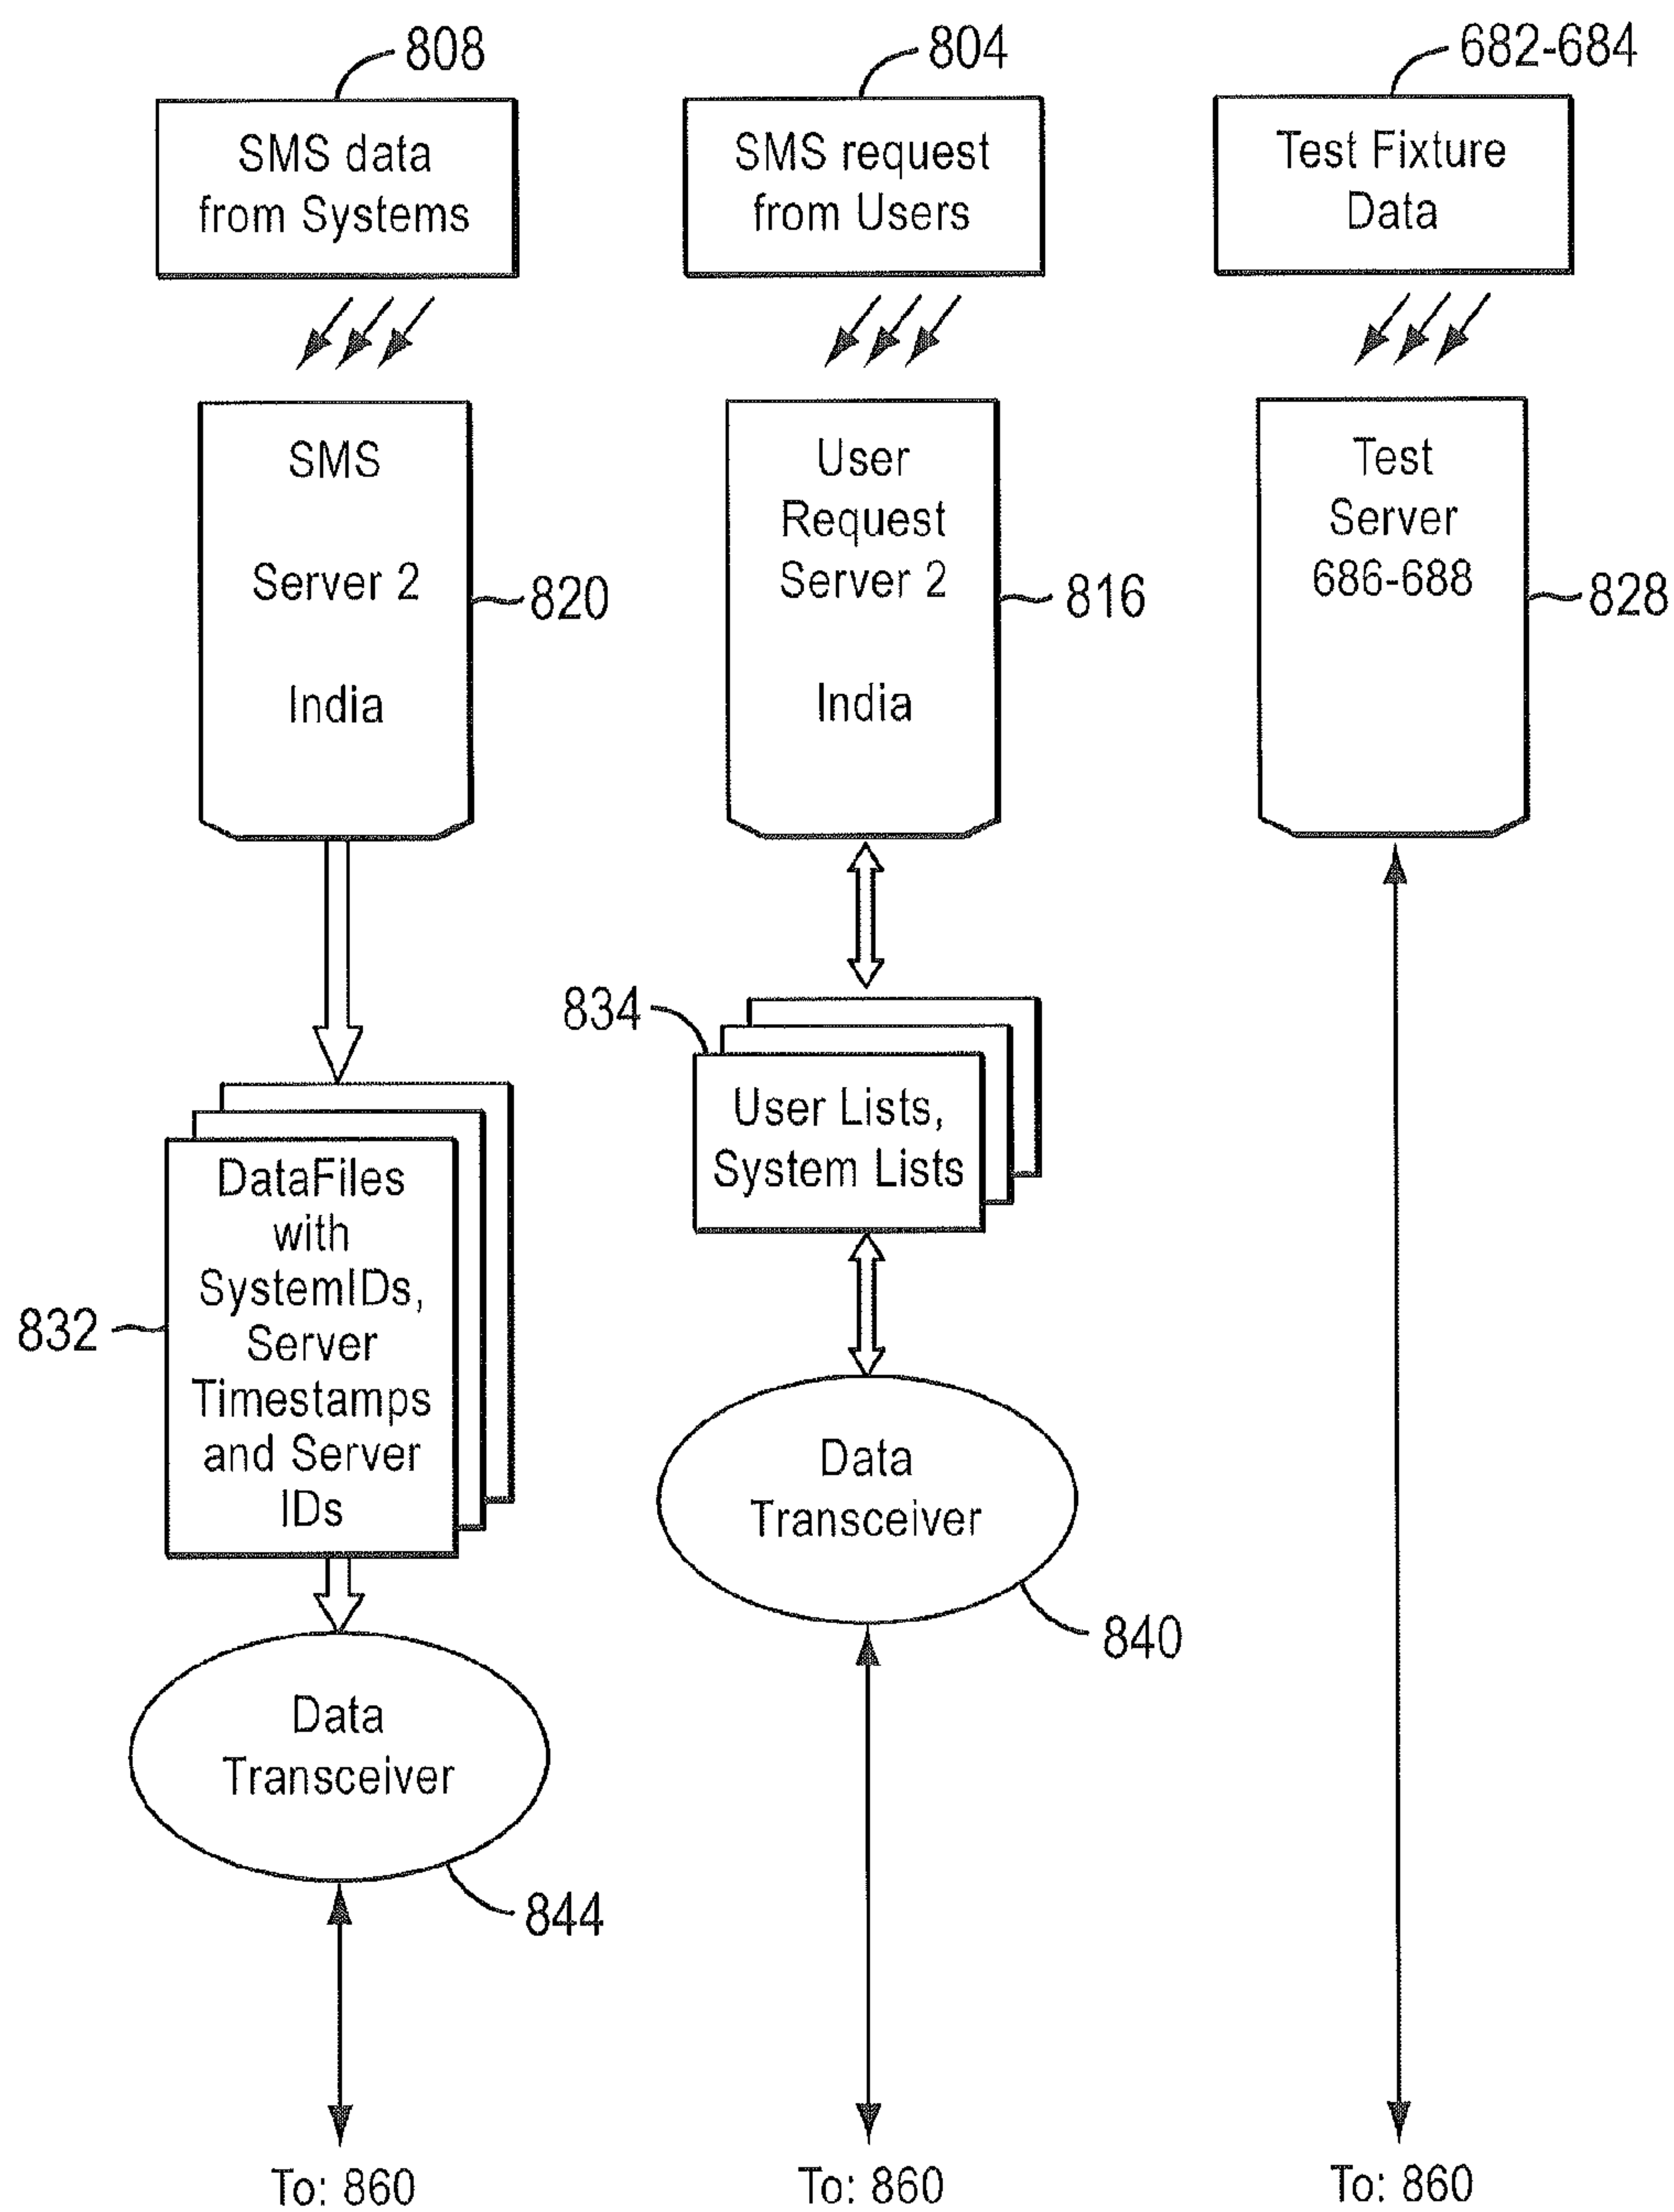 808
SMS data
from Systems
804
SMS request
from Users
682-684
Test Fixture
Data
SMS
Server 2
India
820
User
Request
Server 2
India
816
Test
Server
686-688
828
834
User Lists,
System Lists
832
DataFiles
with
SystemIDs,
Server
Timestamps
and Server
IDs
Data
Transceiver
840
Data
Transceiver
844
To: 860
To: 860
To: 860